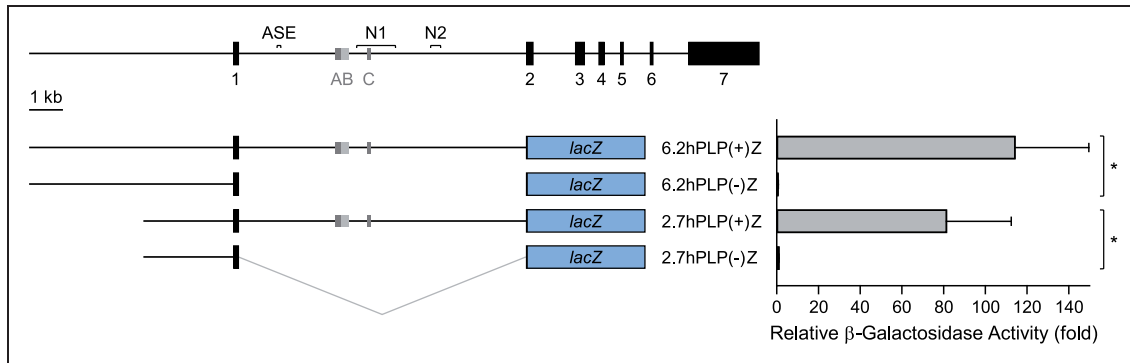 ASE N1 N2
1 AB C 2 3 4 5 6 7
1 kb
lacZ 6.2hPLP(+)Z
lacZ 6.2hPLP(-)Z
*
lacZ 2.7hPLP(+)Z
lacZ 2.7hPLP(-)Z
*
0 20 40 60 80 100 120 140
Relative β-Galactosidase Activity (fold)